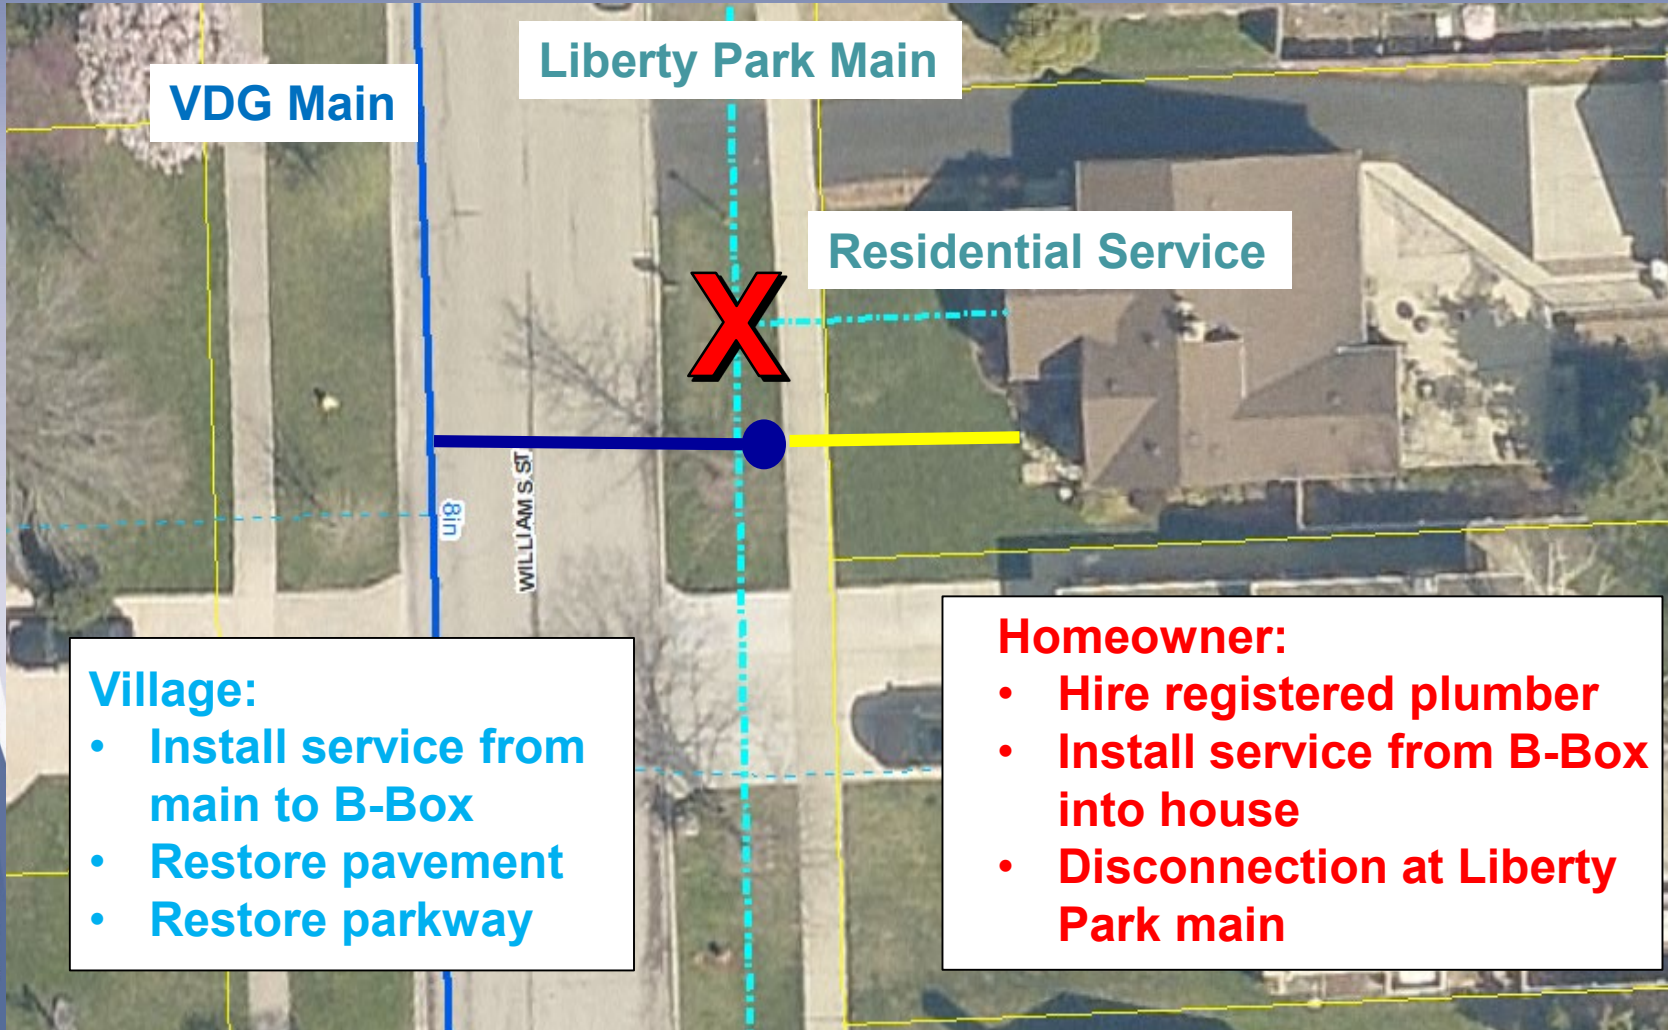 Liberty Park Main
VDG Main
Residential Service
X
8in
WILLIAMS ST
Village:
• Install service from
main to B-Box
• Restore pavement
• Restore parkway
Homeowner:
• Hire registered plumber
• Install service from B-Box
into house
• Disconnection at Liberty
Park main